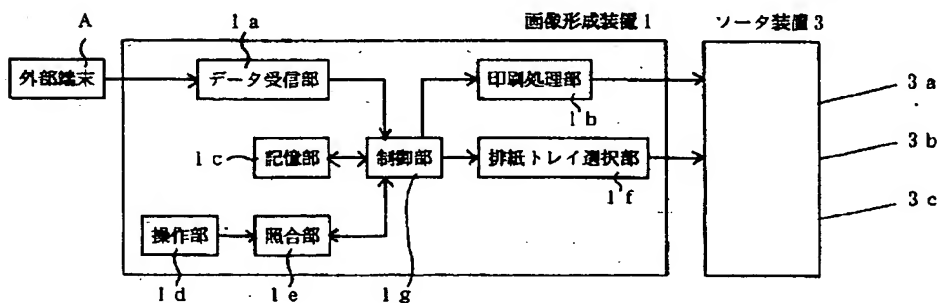 A
1a
画像形成装置1
ソータ装置3
外部端末
データ受信部
印刷処理部
3a
1b
3b
1c
記憶部
制御部
排紙トレイ選択部
1f
3c
操作部
照合部
1d
1e
1g